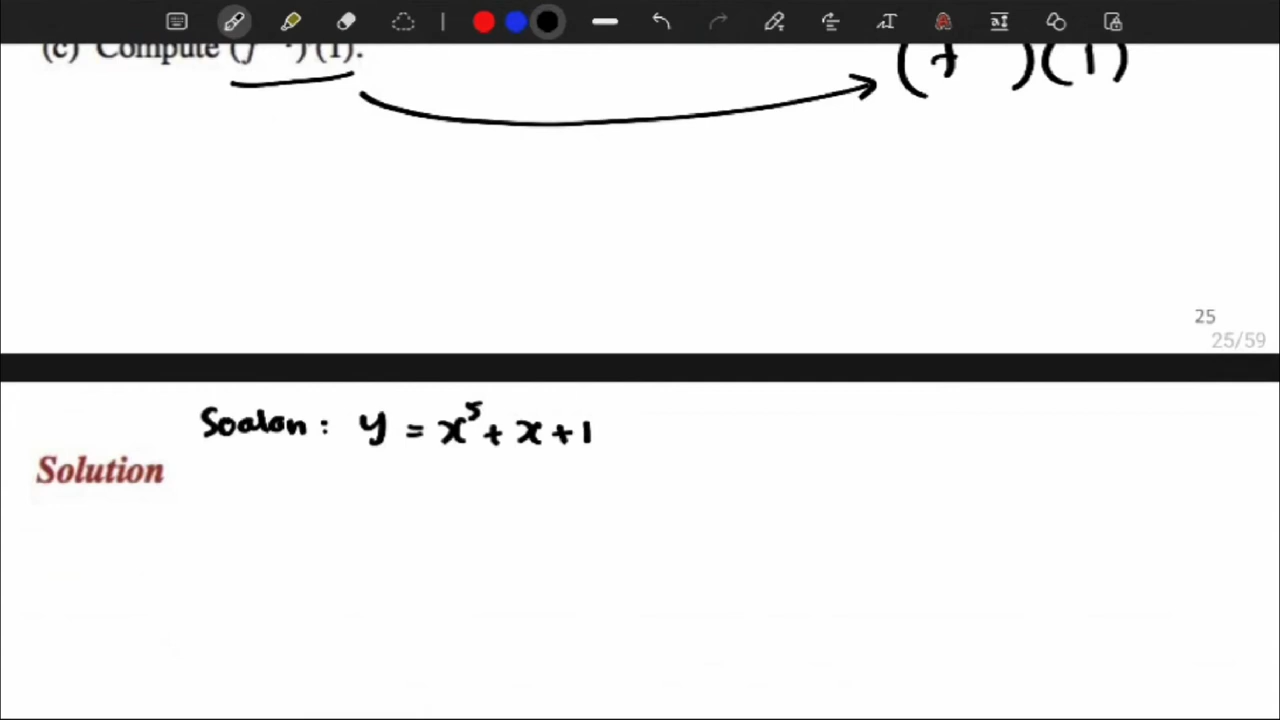 (c) Compute (f )(1).
( )(1)
25
25/59
Soalan : y = x⁵ + x + 1
Solution